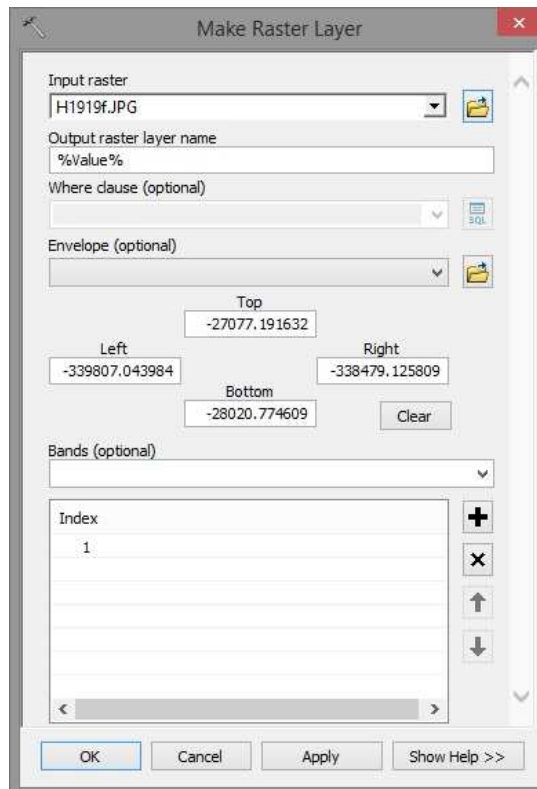 Make Raster Layer
Input raster
H1919f.JPG
Output raster layer name
%Value%
Where clause (optional)
SQL
Envelope (optional)
Top
-27077.191632
Left Right
-339807.043984 -338479.125809
Bottom
-28020.774609 Clear
Bands (optional)
Index
1
OK Cancel Apply Show Help >>